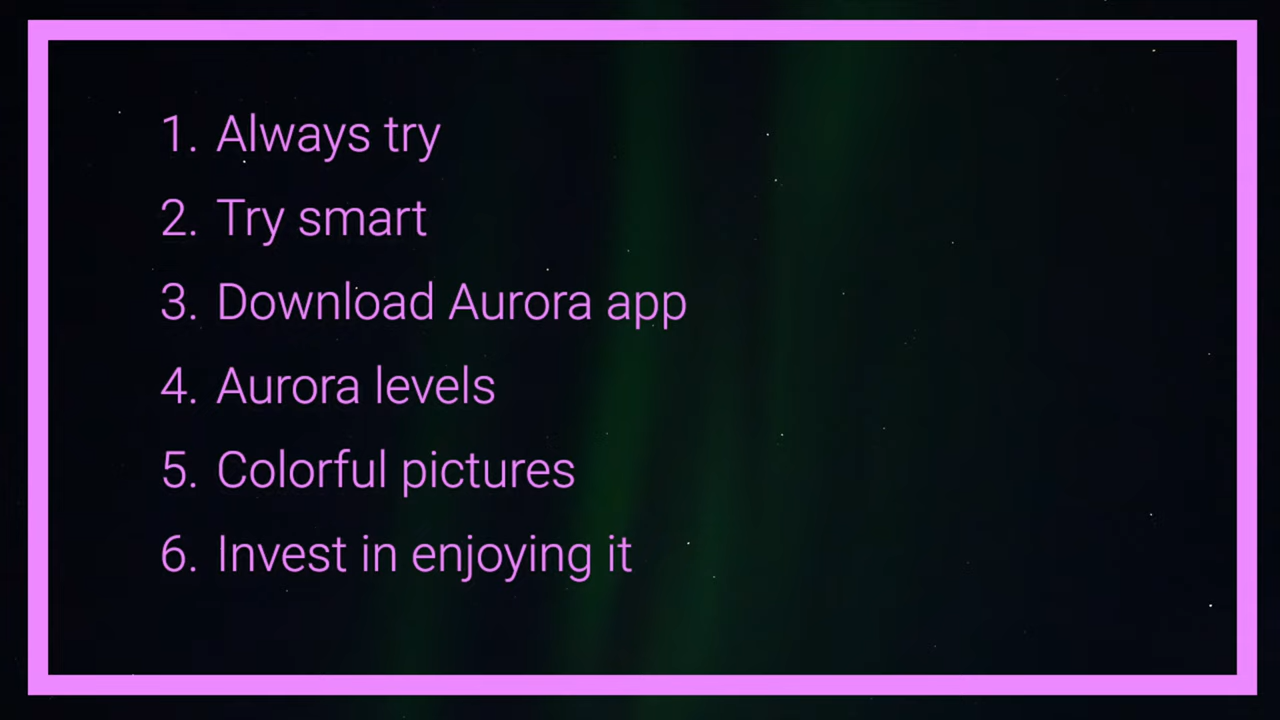 1. Always try
2. Try smart
3. Download Aurora app
4. Aurora levels
5. Colorful pictures
6. Invest in enjoying it